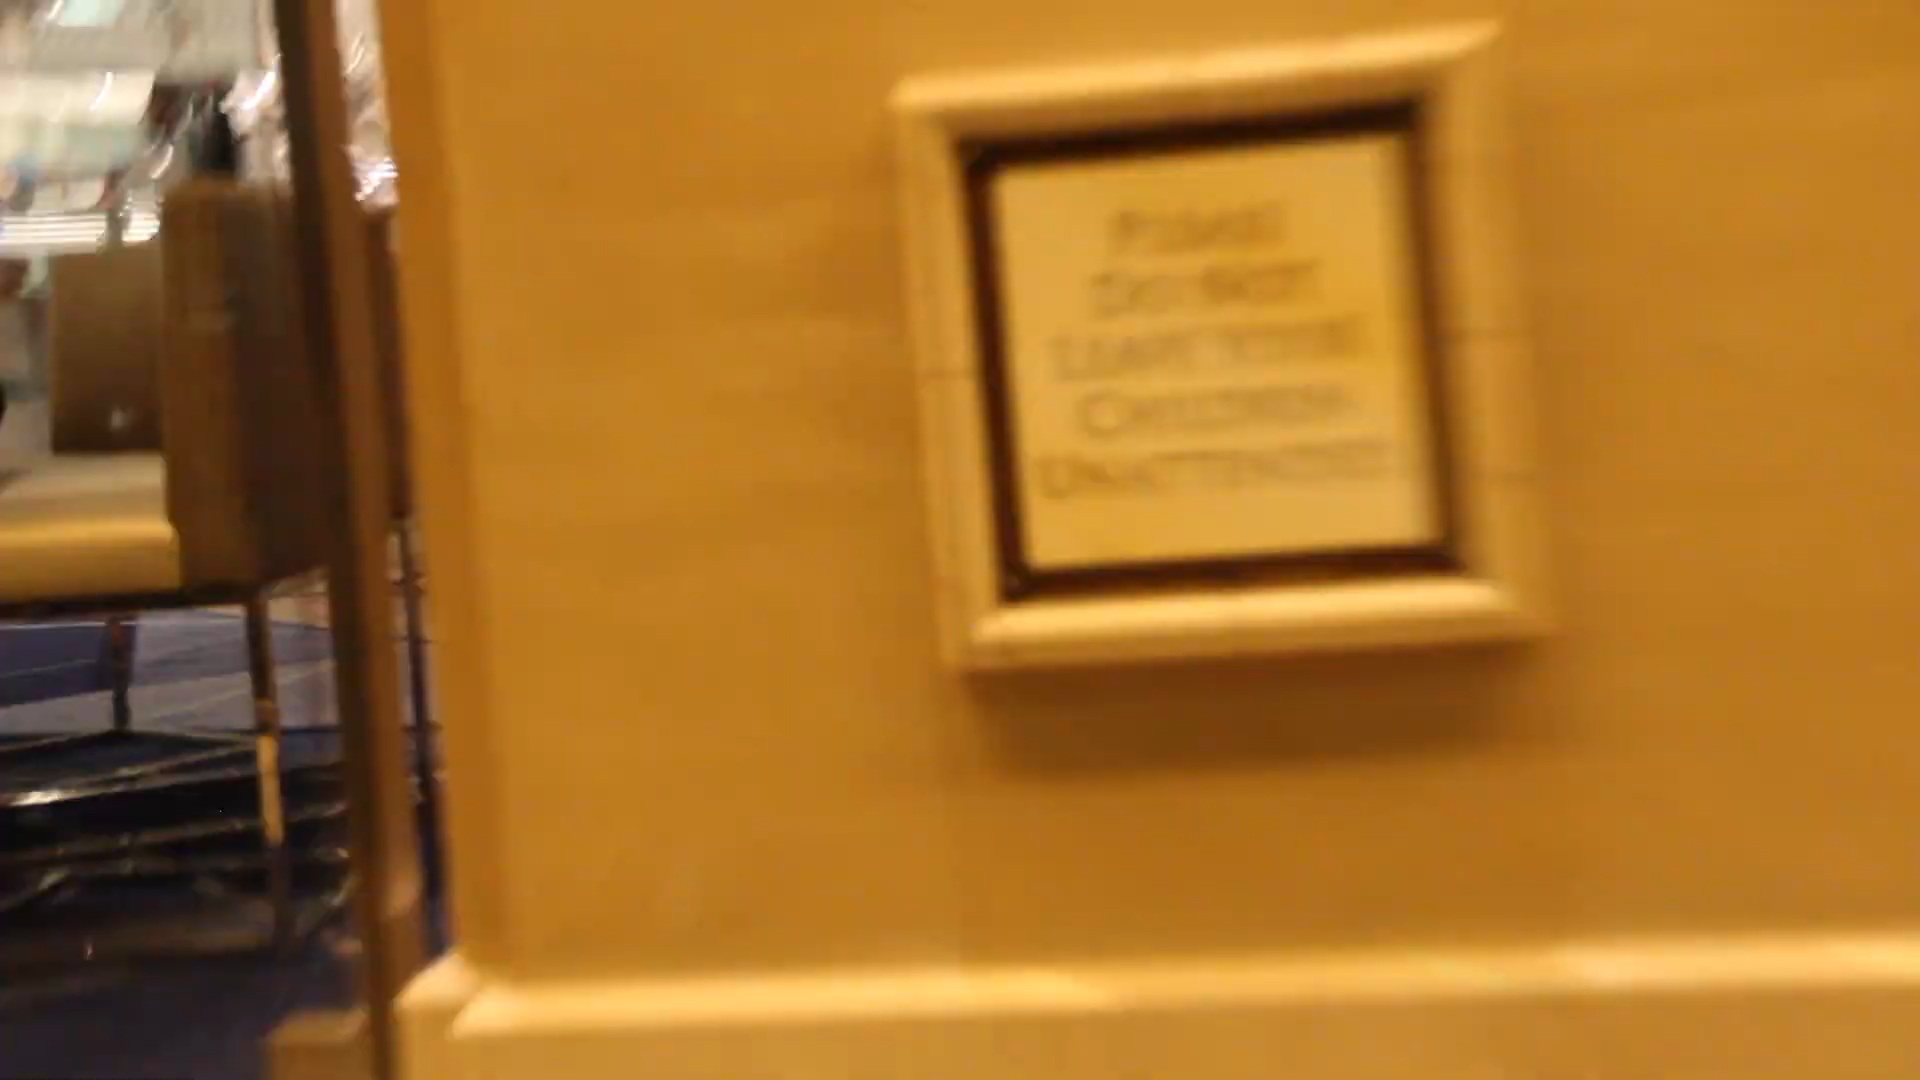 PLEASE
DO NOT
LEAVE YOUR
CHILDREN
UNATTENDED